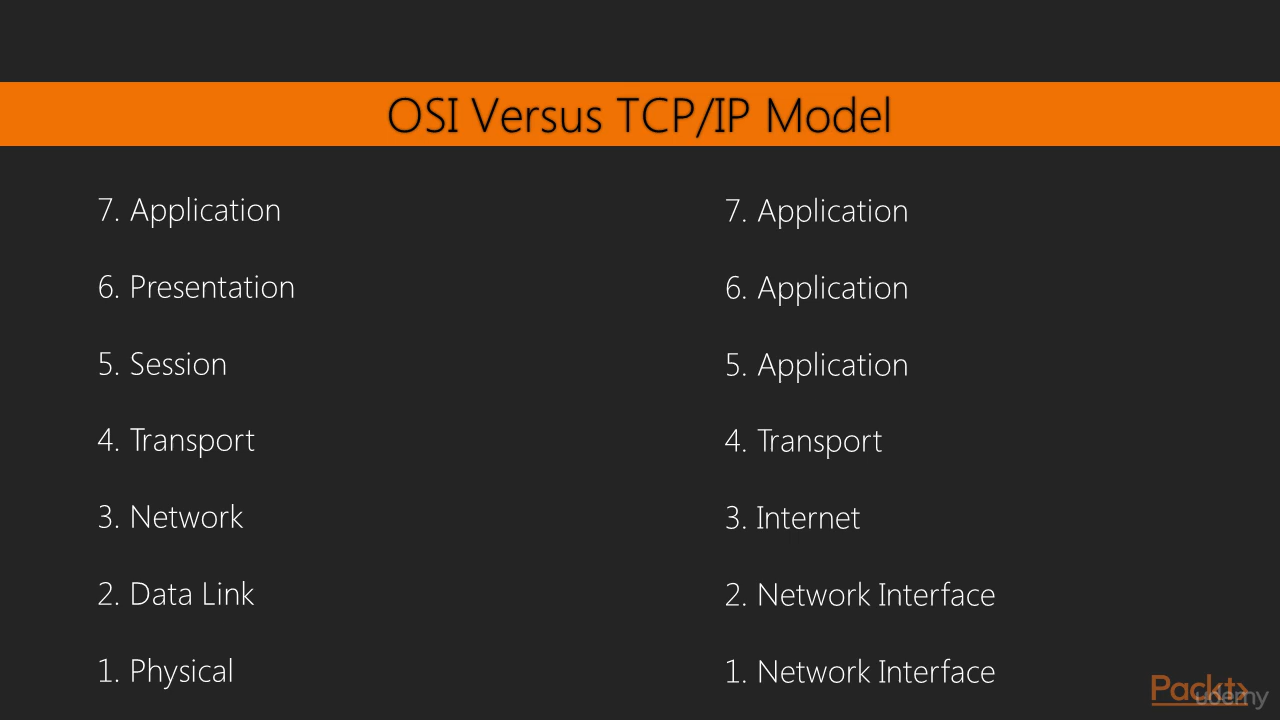 OSI Versus TCP/IP Model
7. Application
6. Presentation
5. Session
4. Transport
3. Network
2. Data Link
1. Physical
7. Application
6. Application
5. Application
4. Transport
3. Internet
2. Network Interface
1. Network Interface
Packt>
udemy